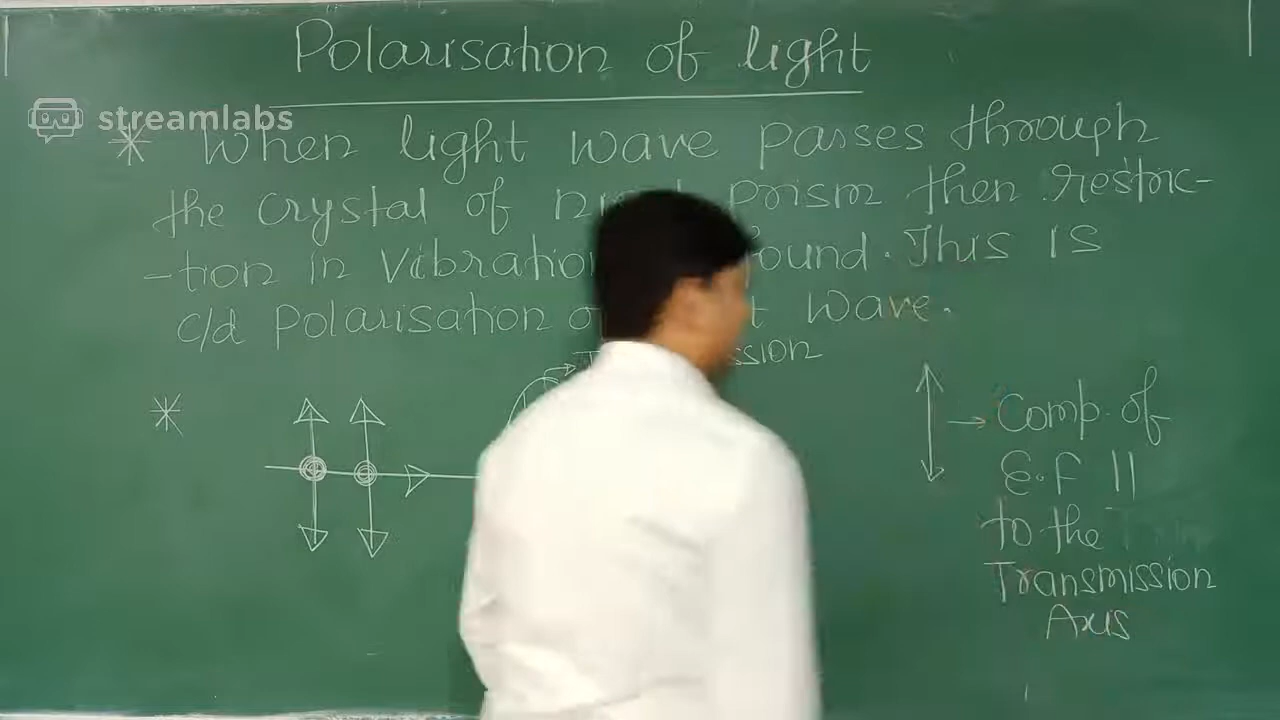 Polarisation of light
streamlabs
* When light wave passes through
the crystal of prism then restric-
-tion in vibration found. This is
c/d polarisation wave.
*
→ Comp. of
E.F ||
to the
Transmission
Axis